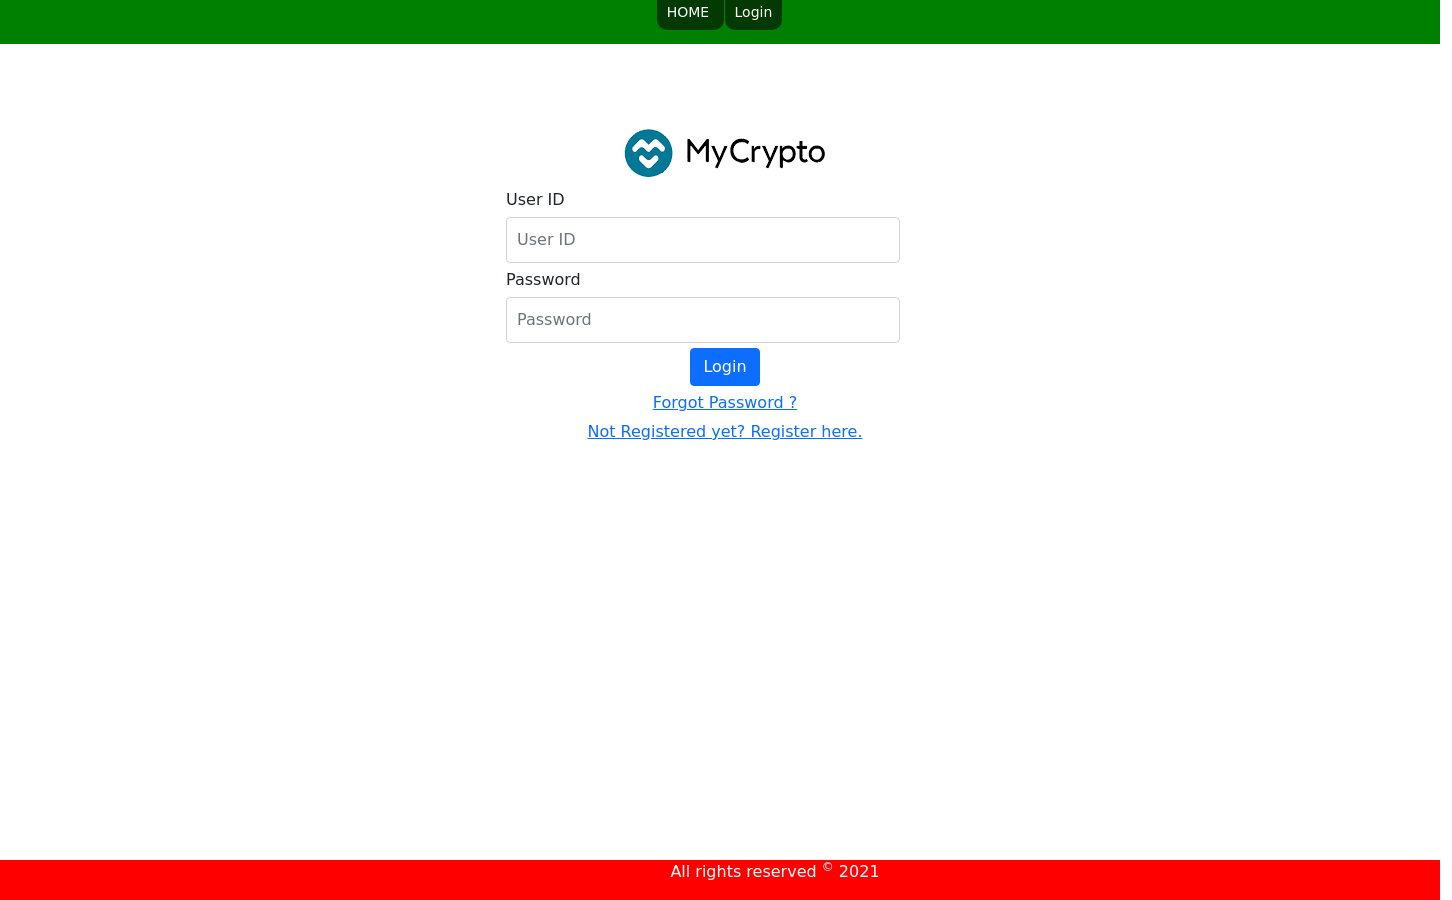 HOME Login
MyCrypto
User ID
User ID
Password
Password
Login
Forgot Password ?
Not Registered yet? Register here.
All rights reserved © 2021